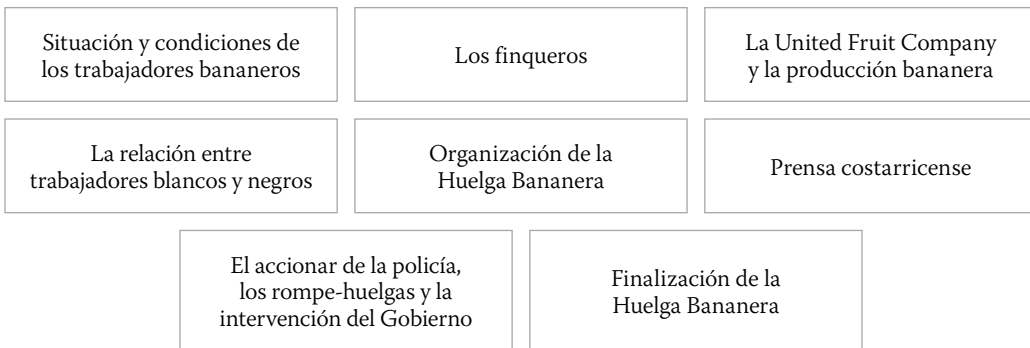 Situación y condiciones de
los trabajadores bananeros
Los finqueros
La United Fruit Company
y la producción bananera
La relación entre
trabajadores blancos y negros
Organización de la
Huelga Bananera
Prensa costarricense
El accionar de la policía,
los rompe-huelgas y la
intervención del Gobierno
Finalización de la
Huelga Bananera